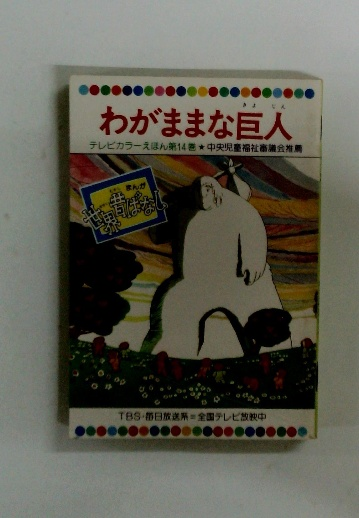 きょ じん
わがままな巨人
テレビカラーえほん第14巻★中央児童福祉審議会推薦
まんが
世界昔ばなし
TBS・毎日放送系＝全国テレビ放映中